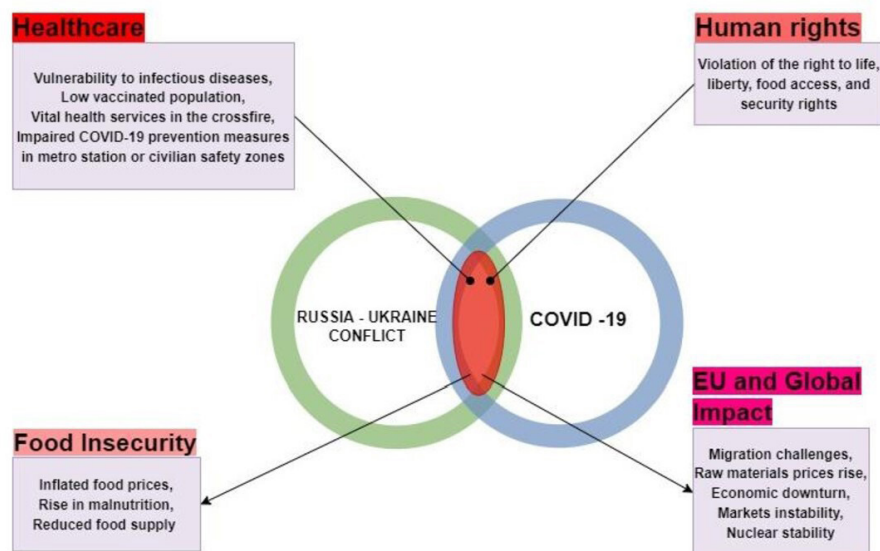 Healthcare
Vulnerability to infectious diseases,
Low vaccinated population,
Vital health services in the crossfire,
Impaired COVID-19 prevention measures
in metro station or civilian safety zones
Human rights
Violation of the right to life,
liberty, food access, and
security rights
RUSSIA - UKRAINE
CONFLICT
COVID -19
Food Insecurity
Inflated food prices,
Rise in malnutrition,
Reduced food supply
EU and Global
Impact
Migration challenges,
Raw materials prices rise,
Economic downturn,
Markets instability,
Nuclear stability